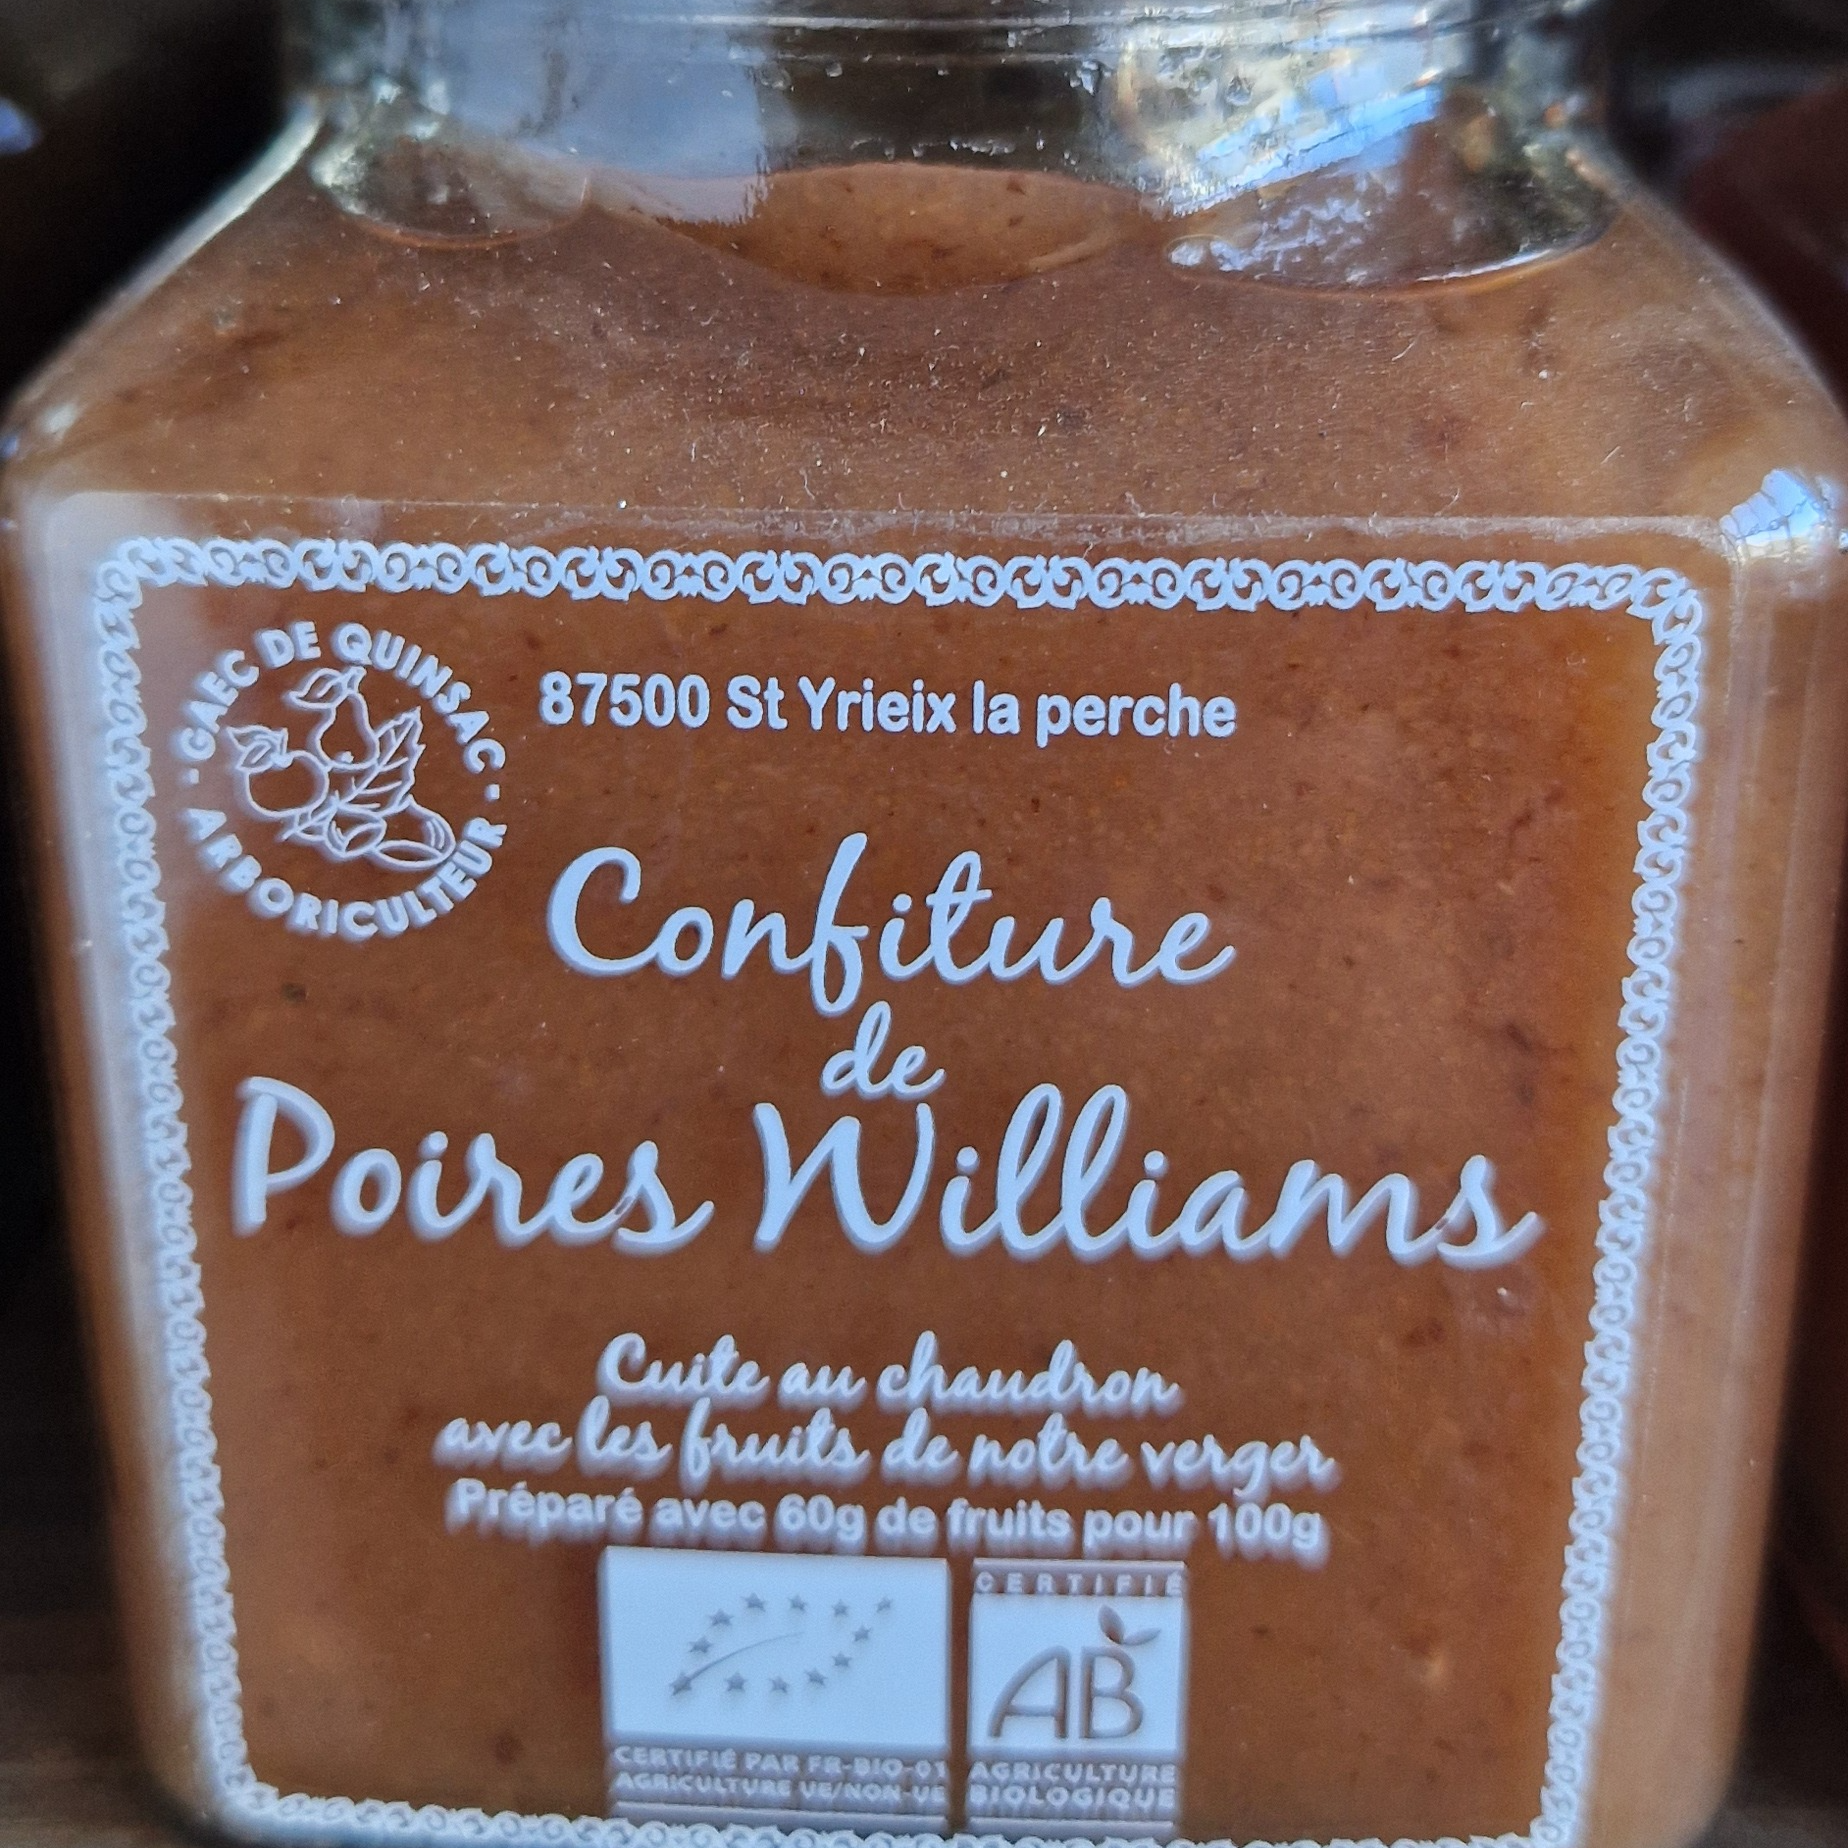 - GAEC DE QUINSAC -
ARBORICULTEUR
87500 St Yrieix la perche
Confiture
de
Poires Williams
Cuite au chaudron
avec les fruits de notre verger
Préparé avec 60g de fruits pour 100g
CERTIFIÉ PAR FR-BIO-01
AGRICULTURE UE/NON-UE
CERTIFIÉ
AB
AGRICULTURE
BIOLOGIQUE